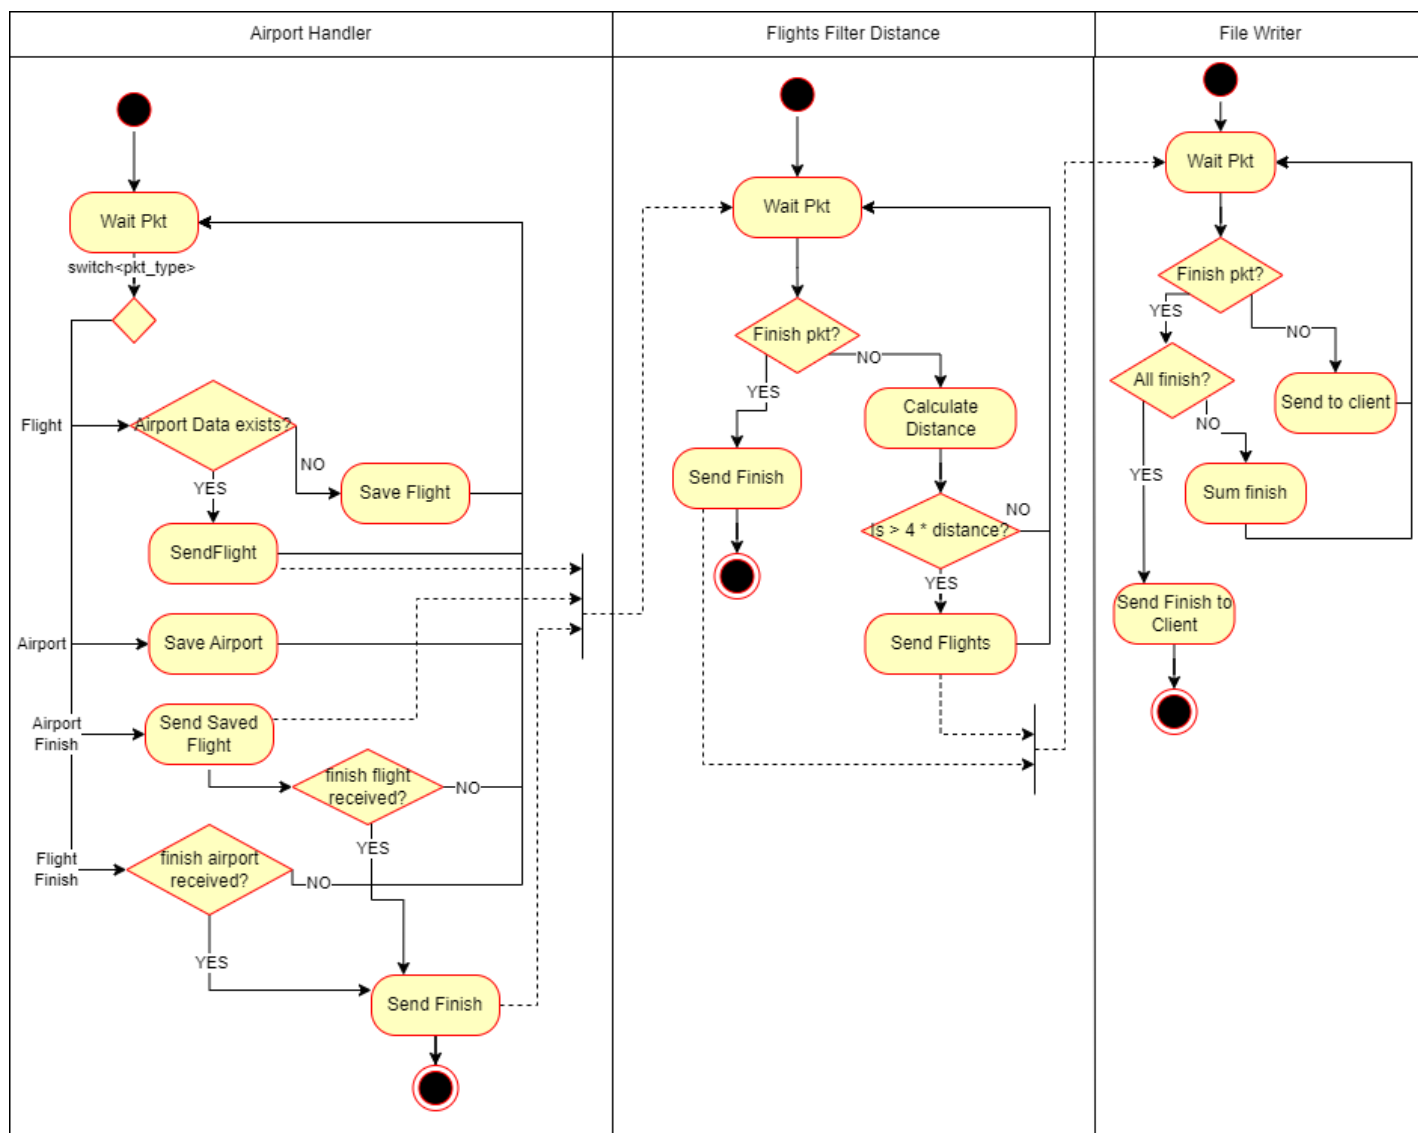 Airport Handler
Flights Filter Distance
File Writer
Wait Pkt
switch<pkt_type>
Flight
Airport Data exists?
NO
YES
Save Flight
SendFlight
Airport
Save Airport
Airport
Finish
Send Saved
Flight
finish flight
received?
NO
YES
Flight
Finish
finish airport
received?
NO
YES
Send Finish
Wait Pkt
Finish pkt?
NO
YES
Calculate
Distance
Send Finish
Is > 4 * distance?
NO
YES
Send Flights
Wait Pkt
Finish pkt?
YES
NO
All finish?
Send to client
NO
YES
Sum finish
Send Finish to
Client